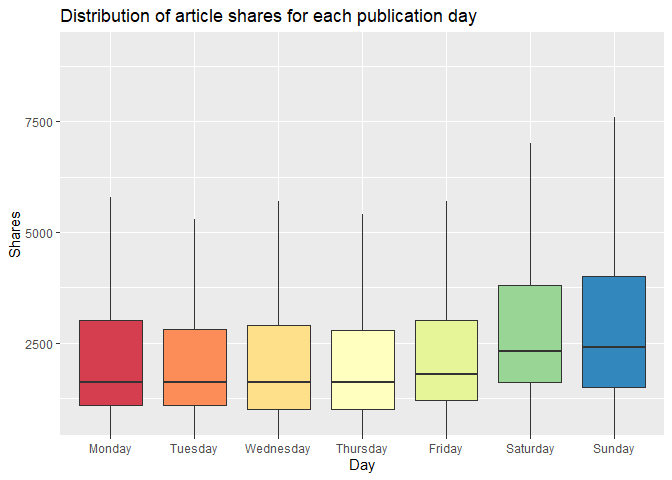 Distribution of article shares for each publication day
Shares
7500
5000
2500
Monday Tuesday Wednesday Thursday Friday Saturday Sunday
Day